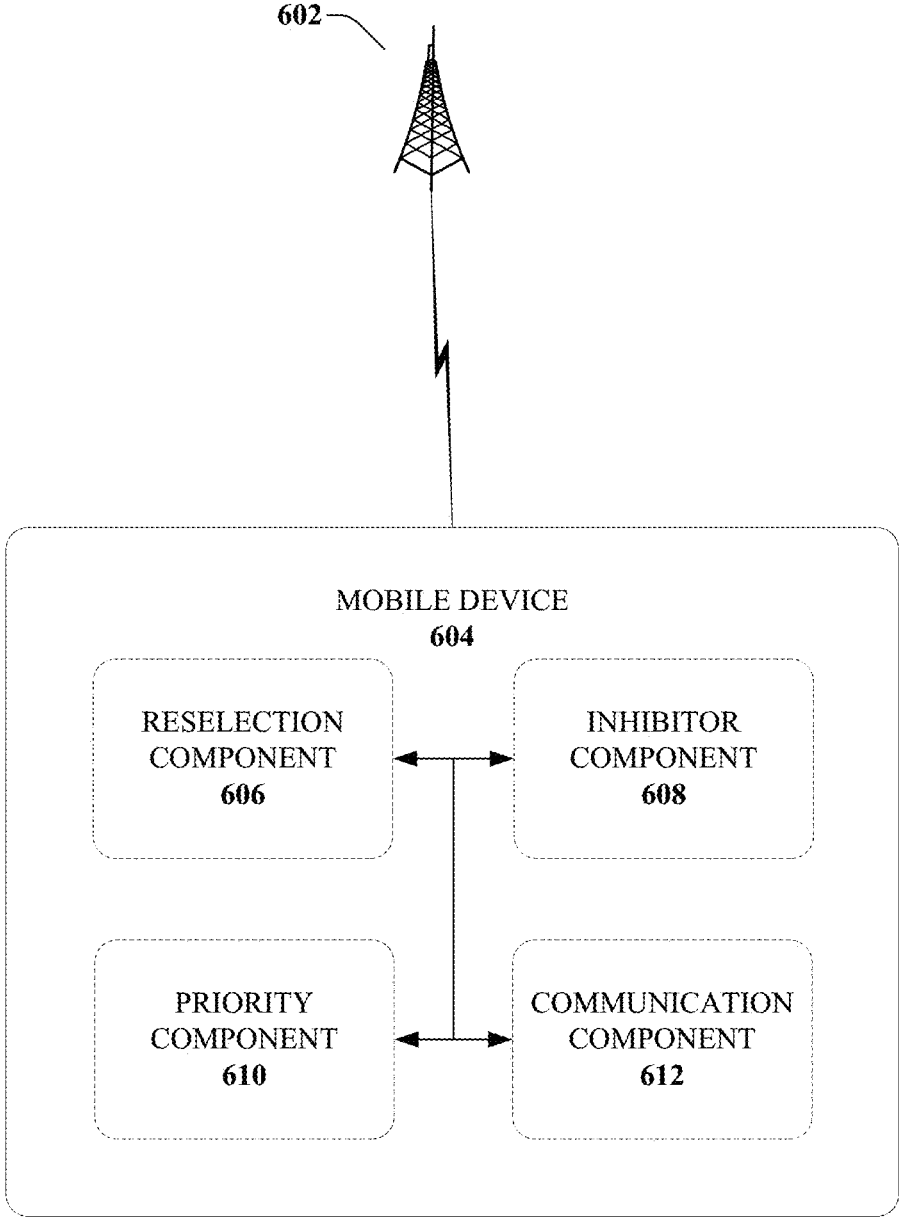 602
MOBILE DEVICE
604
RESELECTION
COMPONENT
606
INHIBITOR
COMPONENT
608
PRIORITY
COMPONENT
610
COMMUNICATION
COMPONENT
612